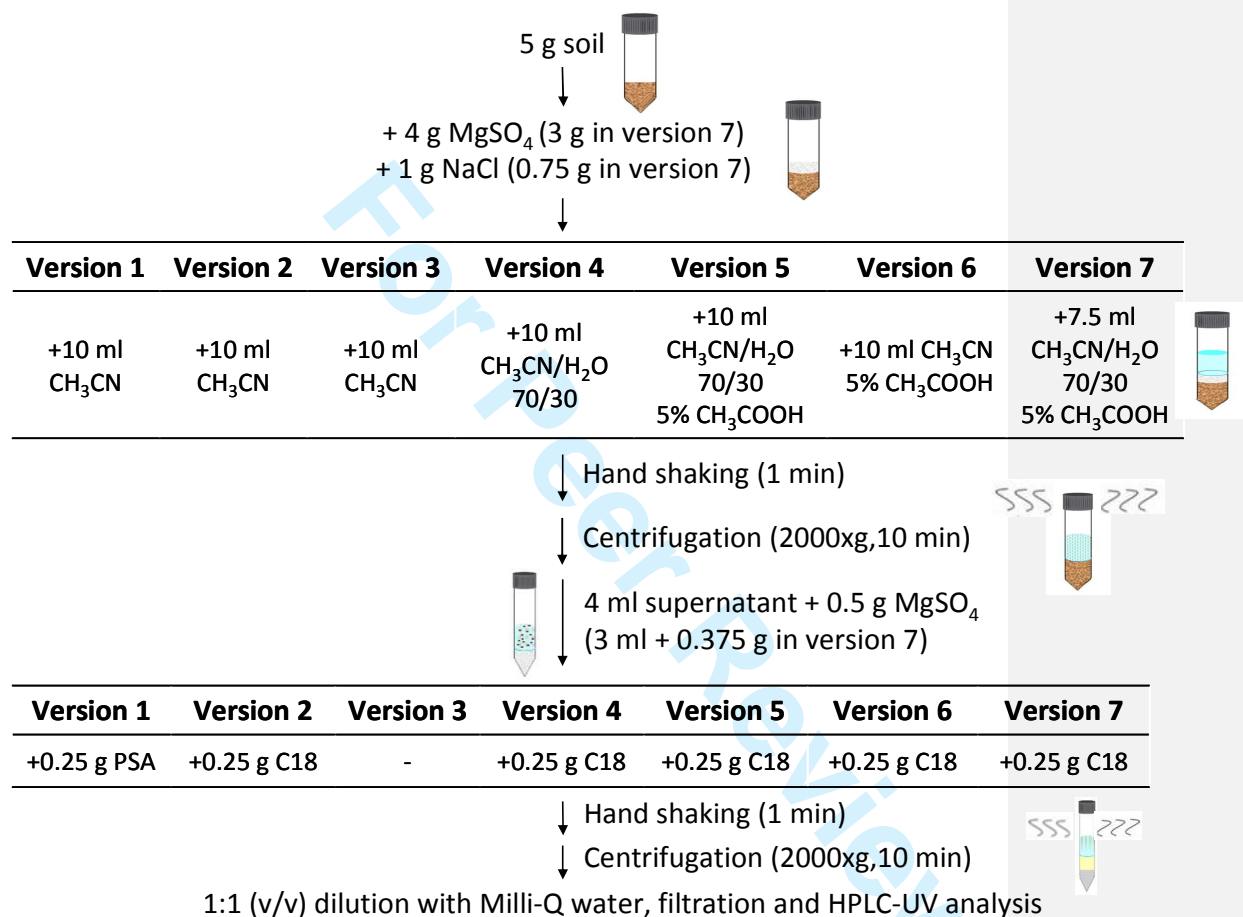 5 g soil
+ 4 g MgSO₄ (3 g in version 7)
+ 1 g NaCl (0.75 g in version 7)
Version 1 Version 2 Version 3 Version 4 Version 5 Version 6 Version 7
+10 ml CH₃CN
+10 ml CH₃CN
+10 ml CH₃CN
+10 ml CH₃CN/H₂O 70/30
+10 ml CH₃CN/H₂O 70/30 5% CH₃COOH
+10 ml CH₃CN 5% CH₃COOH
+7.5 ml CH₃CN/H₂O 70/30 5% CH₃COOH
Hand shaking (1 min)
Centrifugation (2000xg,10 min)
4 ml supernatant + 0.5 g MgSO₄
(3 ml + 0.375 g in version 7)
Version 1 Version 2 Version 3 Version 4 Version 5 Version 6 Version 7
+0.25 g PSA +0.25 g C18 - +0.25 g C18 +0.25 g C18 +0.25 g C18 +0.25 g C18
Hand shaking (1 min)
Centrifugation (2000xg,10 min)
1:1 (v/v) dilution with Milli-Q water, filtration and HPLC-UV analysis
For Peer Review